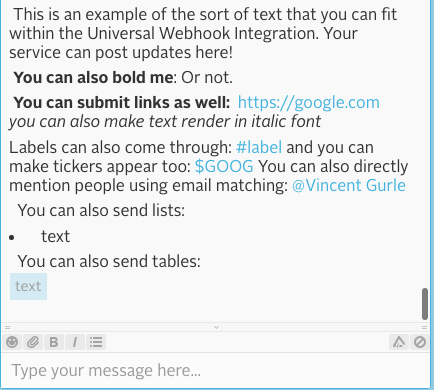 This is an example of the sort of text that you can fit
within the Universal Webhook Integration. Your
service can post updates here!
You can also bold me: Or not.
You can submit links as well: https://google.com
you can also make text render in italic font
Labels can also come through: #label and you can
make tickers appear too: $GOOG You can also directly
mention people using email matching: @Vincent Gurle
You can also send lists:
• text
You can also send tables:
text
B I
Type your message here...